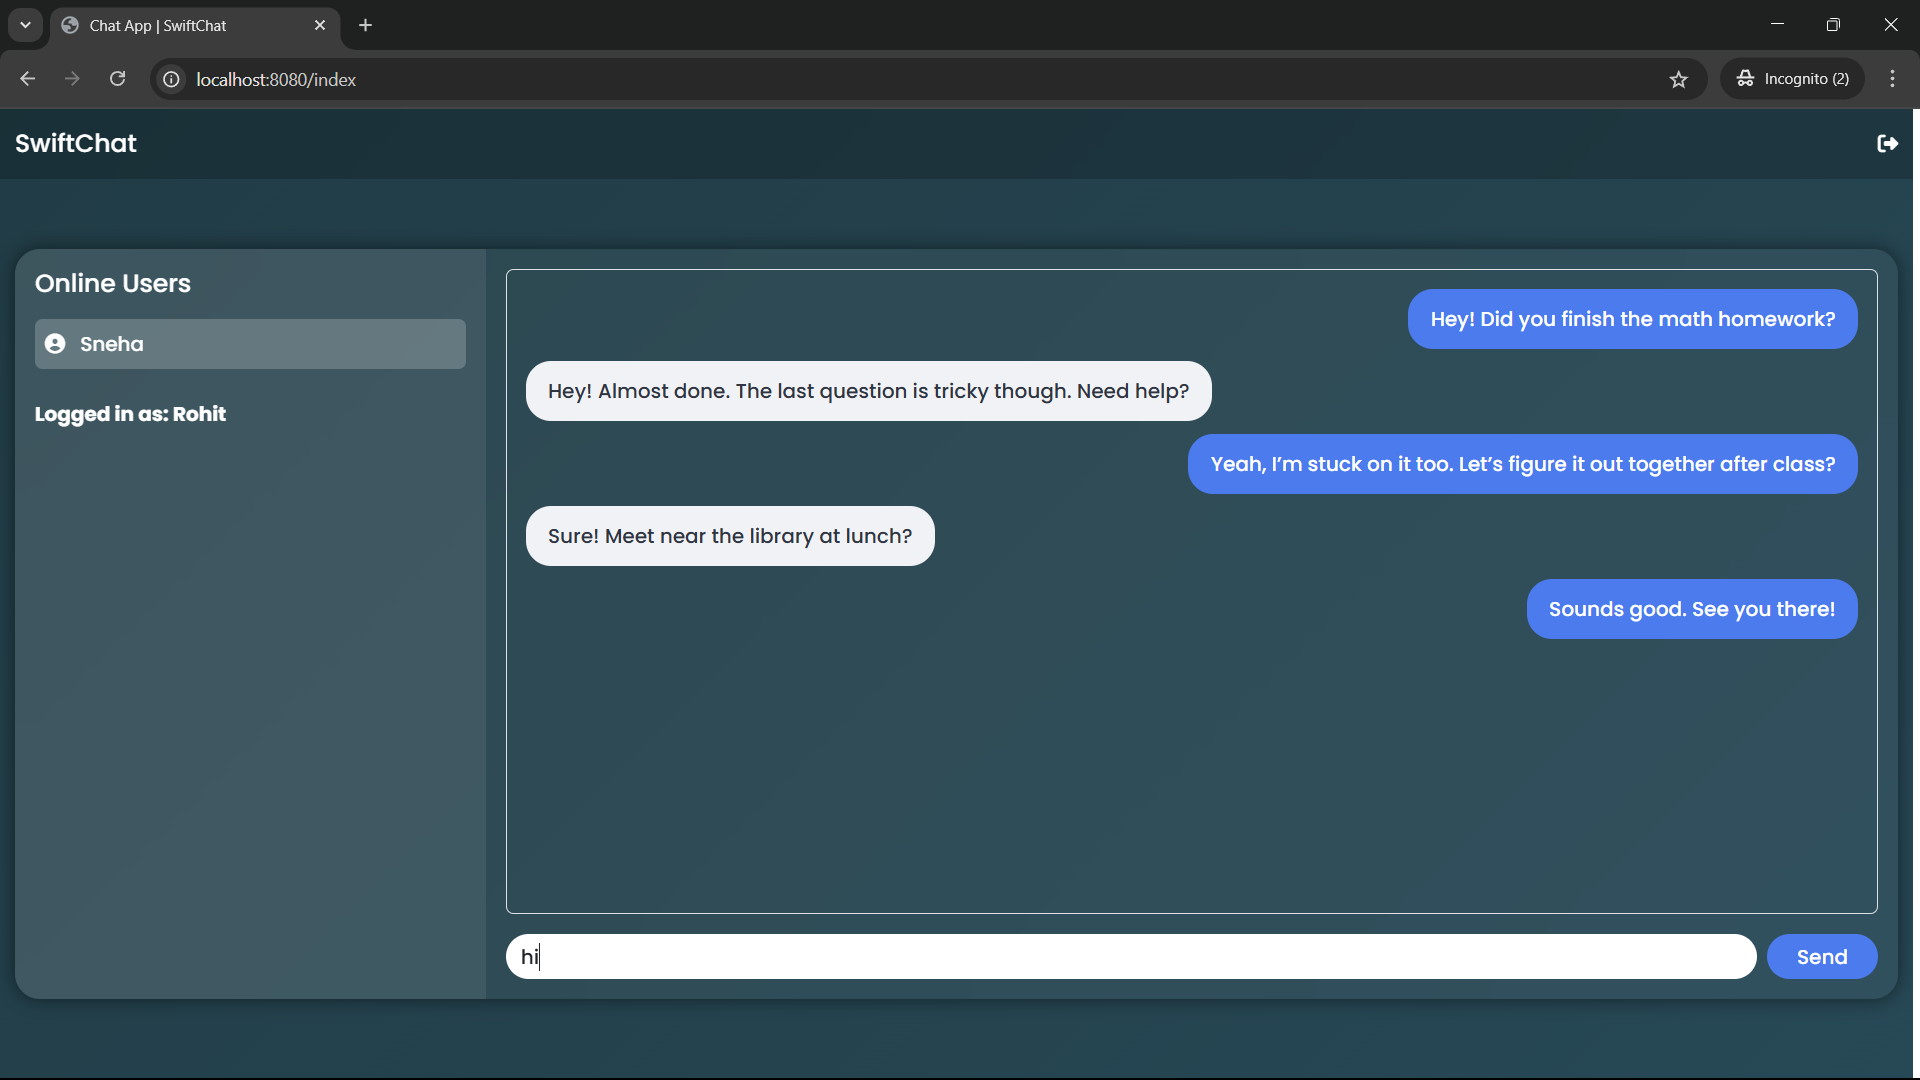 Chat App | SwiftChat
localhost:8080/index
Incognito (2)
SwiftChat
Online Users
Sneha
Logged in as: Rohit
Hey! Did you finish the math homework?
Hey! Almost done. The last question is tricky though. Need help?
Yeah, I'm stuck on it too. Let's figure it out together after class?
Sure! Meet near the library at lunch?
Sounds good. See you there!
hi
Send